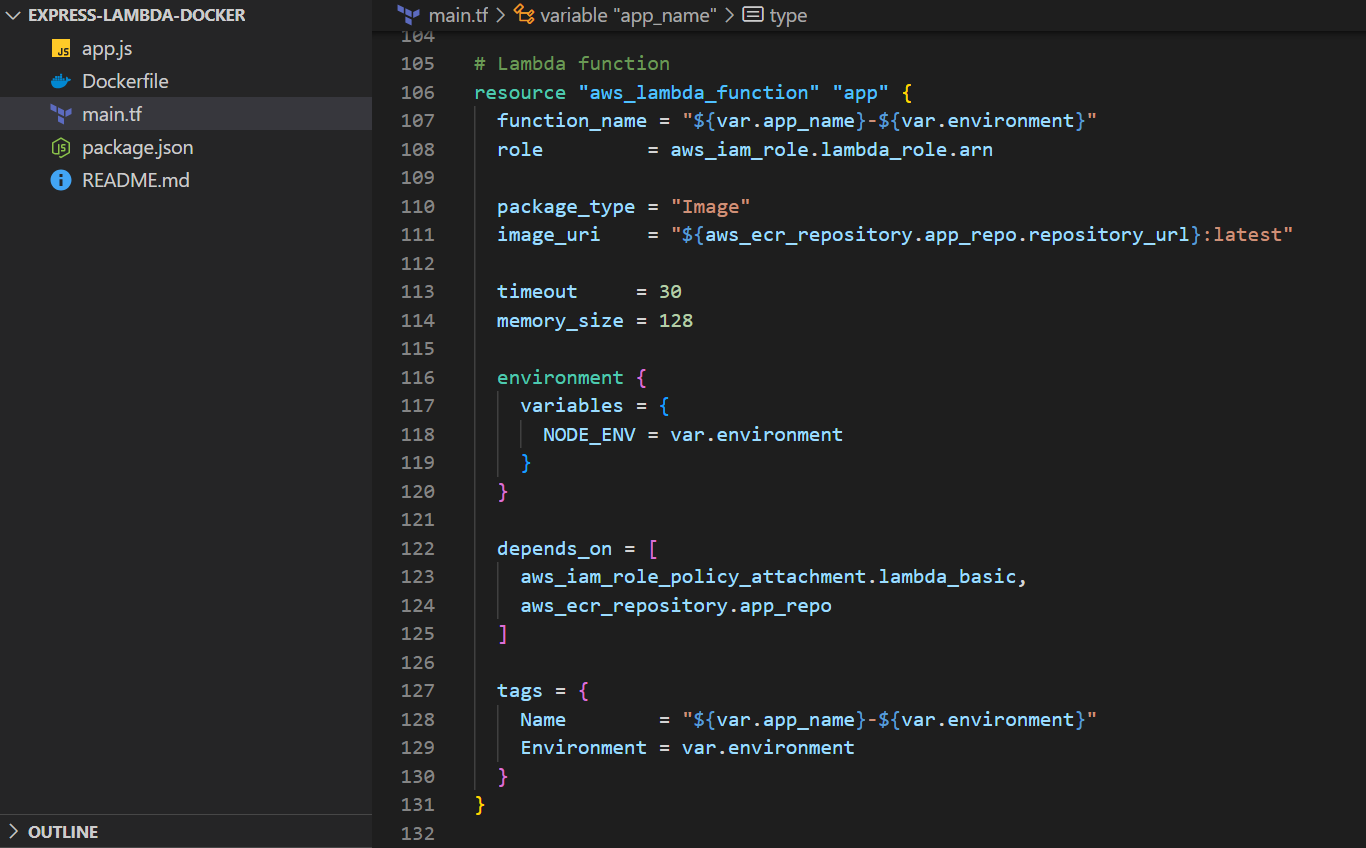 EXPRESS-LAMBDA-DOCKER
JS app.js
Dockerfile
main.tf
JS package.json
README.md
OUTLINE
main.tf > variable "app_name" > type
104
105 # Lambda function
106 resource "aws_lambda_function" "app" {
107   function_name = "${var.app_name}-${var.environment}"
108   role          = aws_iam_role.lambda_role.arn
109
110   package_type = "Image"
111   image_uri    = "${aws_ecr_repository.app_repo.repository_url}:latest"
112
113   timeout     = 30
114   memory_size = 128
115
116   environment {
117     variables = {
118       NODE_ENV = var.environment
119     }
120   }
121
122   depends_on = [
123     aws_iam_role_policy_attachment.lambda_basic,
124     aws_ecr_repository.app_repo
125   ]
126
127   tags = {
128     Name        = "${var.app_name}-${var.environment}"
129     Environment = var.environment
130   }
131 }
132